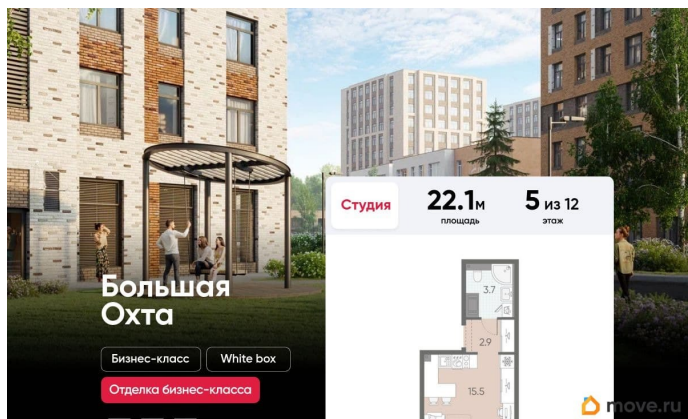 Студия
22.1м
площадь
5 из 12
этаж
Большая
Охта
3.7
2.9
15.5
Бизнес-класс
White box
Отделка бизнес-класса
move.ru